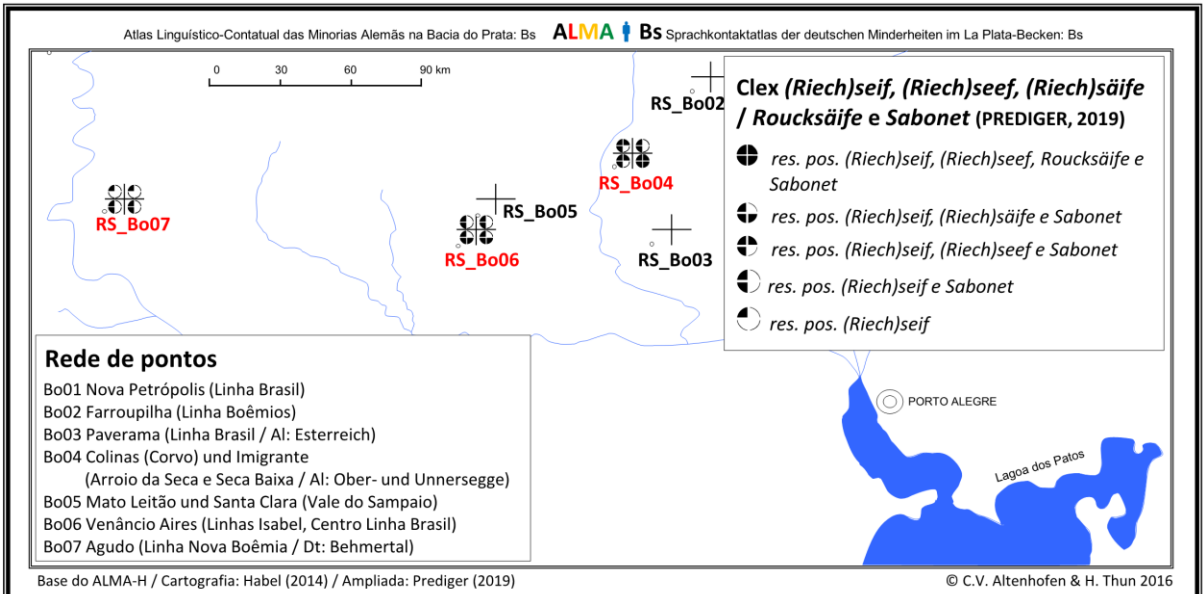 Atlas Linguístico-Contatual das Minorias Alemãs na Bacia do Prata: Bs ALMA Bs Sprachkontaktatlas der deutschen Minderheiten im La Plata-Becken: Bs
0 30 60 90 km
RS_Bo02
RS_Bo04
RS_Bo07
RS_Bo05
RS_Bo06
RS_Bo03
Clex (Riech)seif, (Riech)seef, (Riech)säife
/ Roucksäife e Sabonet (PREDIGER, 2019)
res. pos. (Riech)seif, (Riech)seef, Roucksäife e
Sabonet
res. pos. (Riech)seif, (Riech)säife e Sabonet
res. pos. (Riech)seif, (Riech)seef e Sabonet
res. pos. (Riech)seif e Sabonet
res. pos. (Riech)seif
Rede de pontos
Bo01 Nova Petrópolis (Linha Brasil)
Bo02 Farroupilha (Linha Boêmios)
Bo03 Paverama (Linha Brasil / Al: Esterreich)
Bo04 Colinas (Corvo) und Imigrante
(Arroio da Seca e Seca Baixa / Al: Ober- und Unnersegge)
Bo05 Mato Leitão und Santa Clara (Vale do Sampaio)
Bo06 Venâncio Aires (Linhas Isabel, Centro Linha Brasil)
Bo07 Agudo (Linha Nova Boêmia / Dt: Behmertal)
PORTO ALEGRE
Lagoa dos Patos
Base do ALMA-H / Cartografia: Habel (2014) / Ampliada: Prediger (2019)
© C.V. Altenhofen & H. Thun 2016